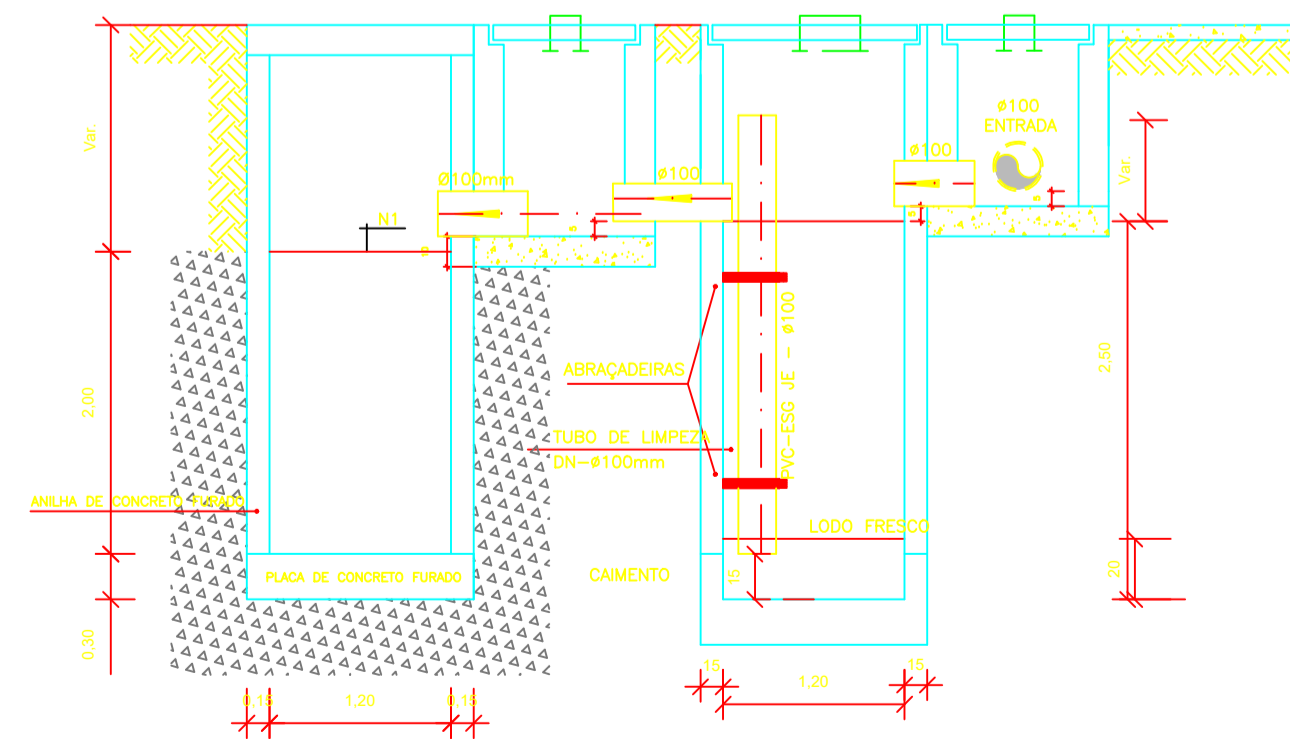 Var.
Ø100
ENTRADA
Ø100
Ø100
Ø100mm
Var.
N1
6
2,50
2,00
ABRAÇADEIRAS
PVC-ESG JE - Ø100
TUBO DE LIMPEZA
DN-Ø100mm
ANILHA DE CONCRETO FURADO
LODO FRESCO
PLACA DE CONCRETO FURADO
CAIMENTO
15
20
0,30
0,15
1,20
0,15
15
1,20
15